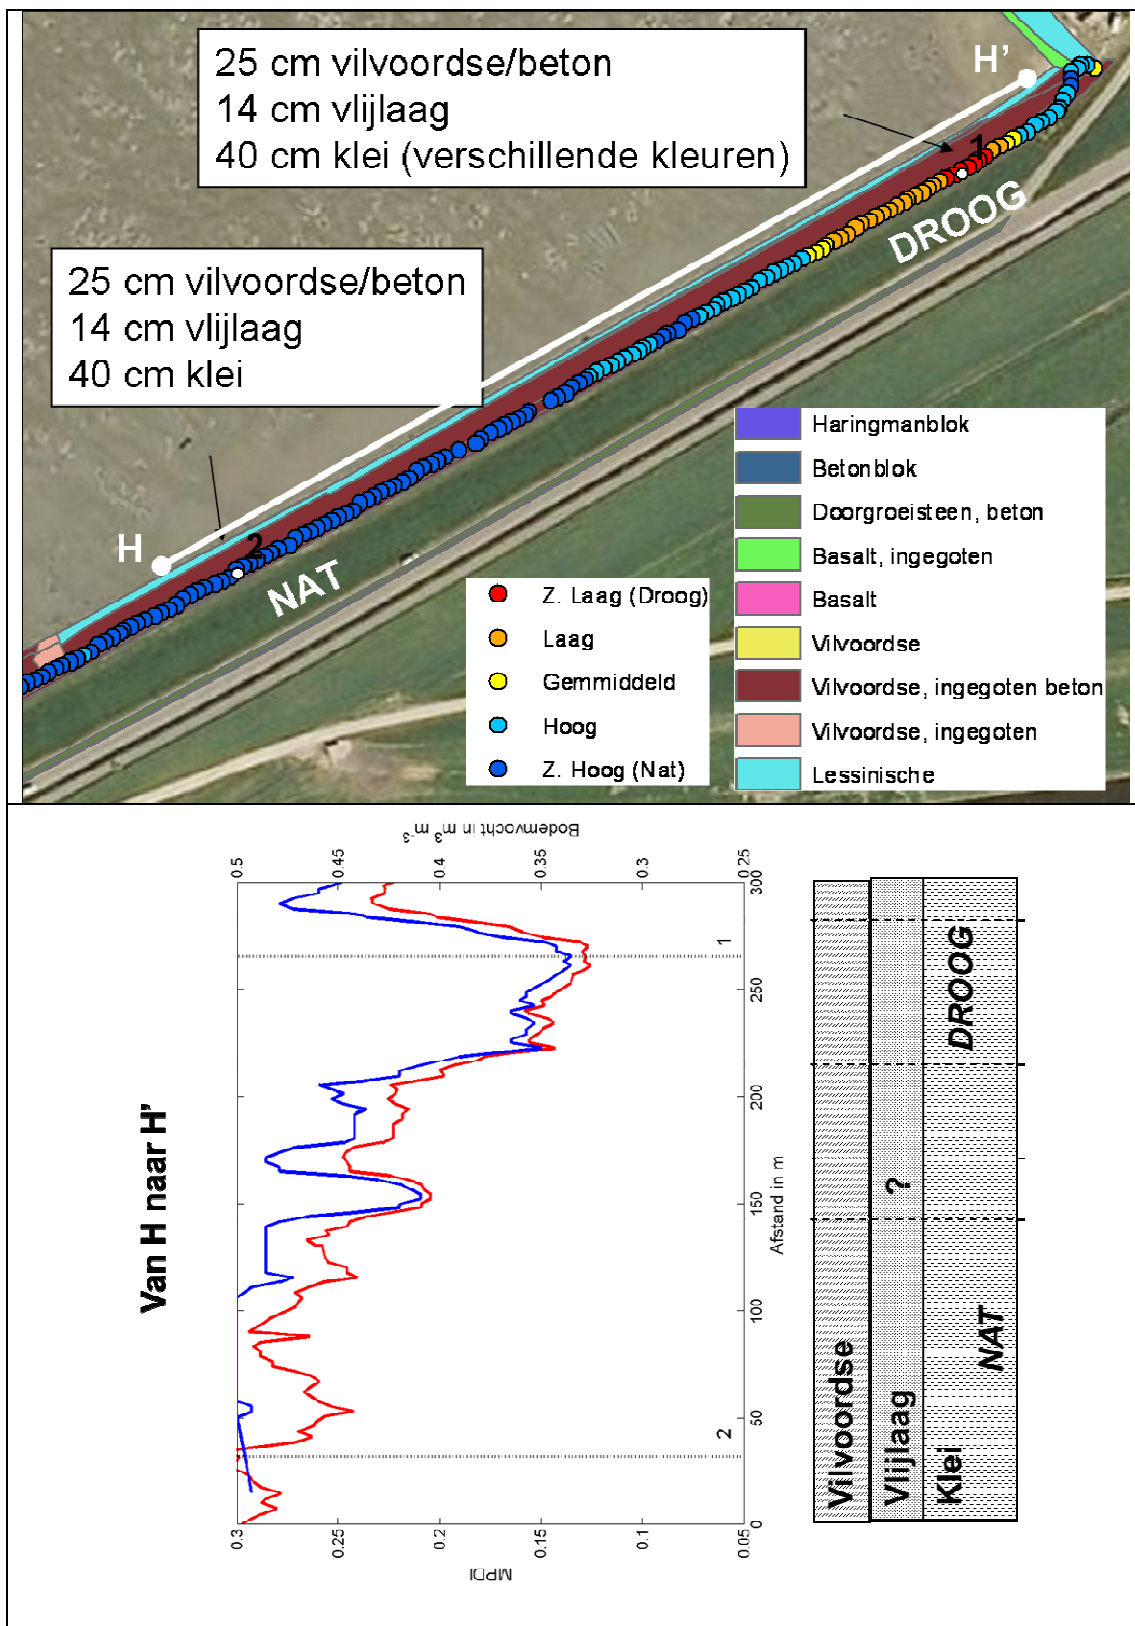 25 cm vilvoordse/beton
14 cm vlijlaag
40 cm klei (verschillende kleuren)
H’
1
DROOG
25 cm vilvoordse/beton
14 cm vlijlaag
40 cm klei
H
2
NAT
Z. Laag (Droog)
Laag
Gemmiddeld
Hoog
Z. Hoog (Nat)
Haringmanblok
Betonblok
Doorgroeisteen, beton
Basalt, ingegoten
Basalt
Vilvoordse
Vilvoordse, ingegoten beton
Vilvoordse, ingegoten
Lessinische
Van H naar H’
Bodemvocht in m³ m⁻³
0.5
0.45
0.4
0.35
0.3
0.25
MPDI
0.3
0.25
0.2
0.15
0.1
0.05
2
1
0
50
100
150
200
250
300
Afstand in m
Vilvoordse
Vlijlaag
?
Klei
NAT
DROOG